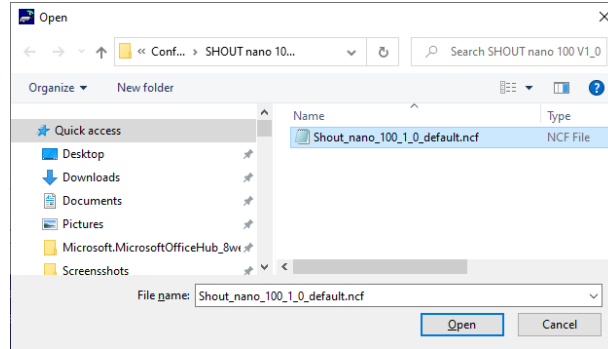 Open
« Conf... › SHOUT nano 10...
Search SHOUT nano 100 V1_0
Organize
New folder
Quick access
Desktop
Downloads
Documents
Pictures
Microsoft.MicrosoftOfficeHub_8we
Screensshots
Name
Type
Shout_nano_100_1_0_default.ncf
NCF File
File name:
Shout_nano_100_1_0_default.ncf
Open
Cancel